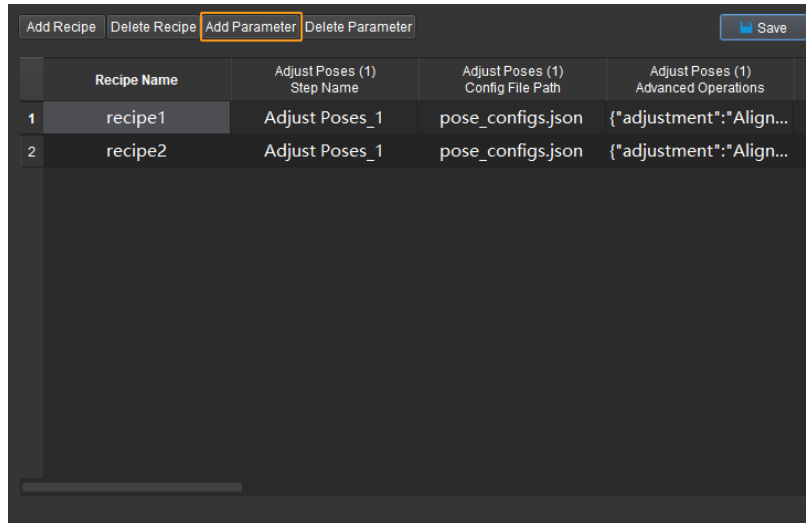 Add Recipe Delete Recipe Add Parameter Delete Parameter Save
Recipe Name
Adjust Poses (1)
Step Name
Adjust Poses (1)
Config File Path
Adjust Poses (1)
Advanced Operations
1 recipe1 Adjust Poses_1 pose_configs.json {"adjustment":"Align...
2 recipe2 Adjust Poses_1 pose_configs.json {"adjustment":"Align...